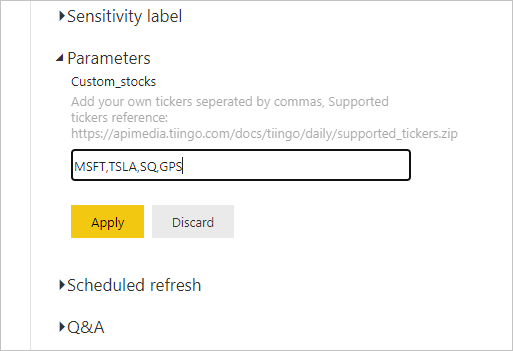 Sensitivity label
Parameters
Custom_stocks
Add your own tickers seperated by commas, Supported
tickers reference:
https://apimedia.tiingo.com/docs/tiingo/daily/supported_tickers.zip
MSFT,TSLA,SQ,GPS
Apply Discard
Scheduled refresh
Q&A